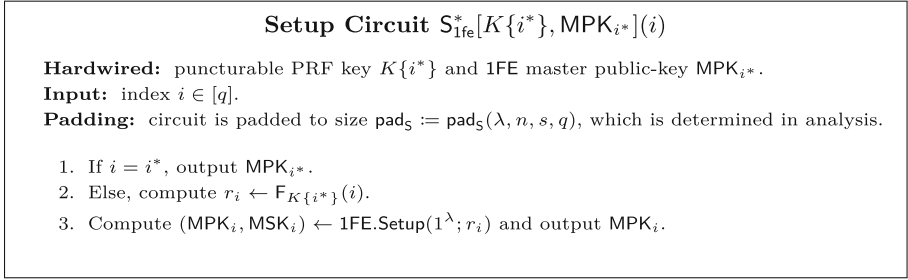 Setup Circuit S*₁fe[K{i*}, MPKᵢ*](i)
Hardwired: puncturable PRF key K{i*} and 1FE master public-key MPKᵢ*.
Input: index i ∈ [q].
Padding: circuit is padded to size padS := padS(λ, n, s, q), which is determined in analysis.
1. If i = i*, output MPKᵢ*.
2. Else, compute rᵢ ← F_K{i*}(i).
3. Compute (MPKᵢ, MSKᵢ) ← 1FE.Setup(1^λ; rᵢ) and output MPKᵢ.